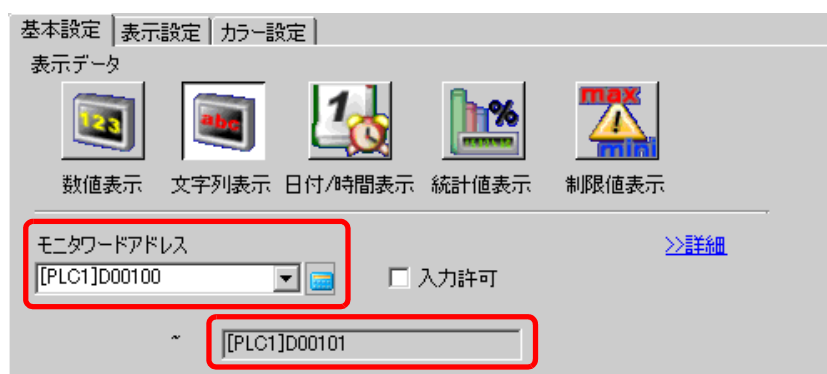 基本設定 表示設定 カラー設定
表示データ
123 abc 1 % max mini
数値表示 文字列表示 日付/時間表示 統計値表示 制限値表示
モニタワードアドレス >>詳細
[PLC1]D00100 入力許可
~ [PLC1]D00101